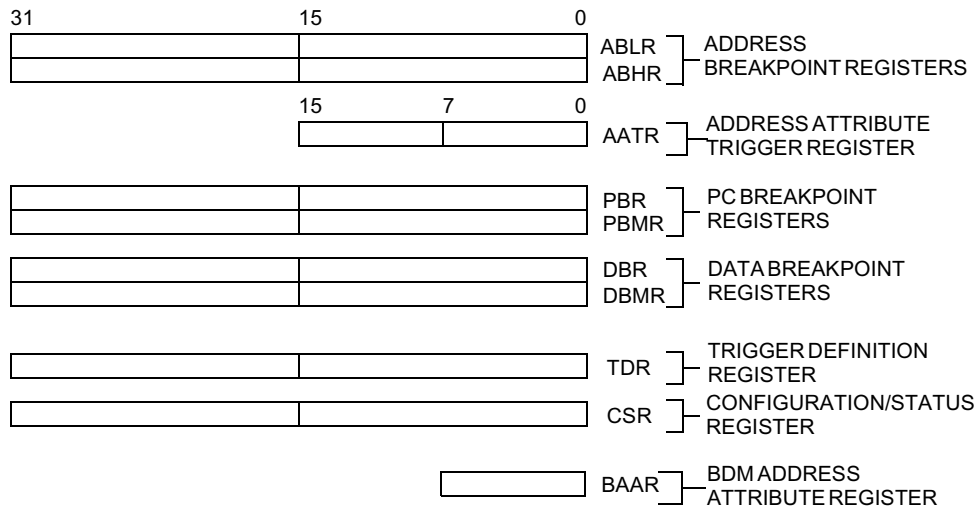 31 15 0
ABLR ADDRESS
ABHR BREAKPOINT REGISTERS
15 7 0
AATR ADDRESS ATTRIBUTE
TRIGGER REGISTER
PBR PC BREAKPOINT
PBMR REGISTERS
DBR DATA BREAKPOINT
DBMR REGISTERS
TDR TRIGGER DEFINITION
REGISTER
CSR CONFIGURATION/STATUS
REGISTER
BAAR BDM ADDRESS
ATTRIBUTE REGISTER